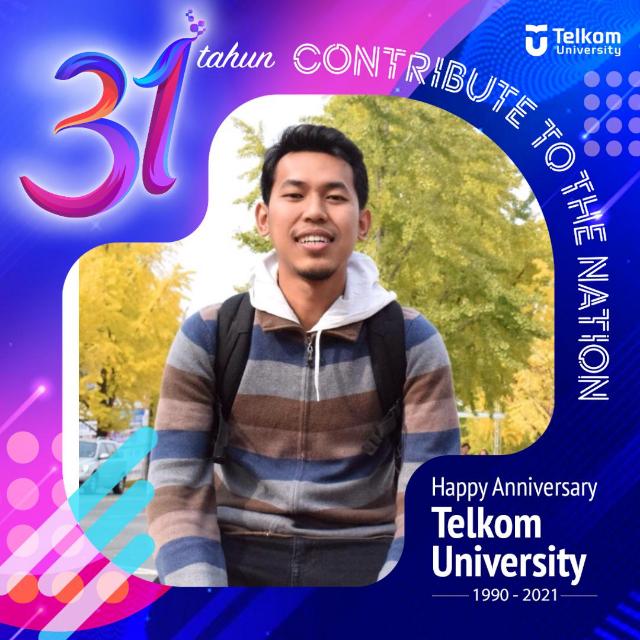 31 tahun
CONTRIBUTE TO THE NATION
Telkom
University
Happy Anniversary
Telkom
University
1990 - 2021